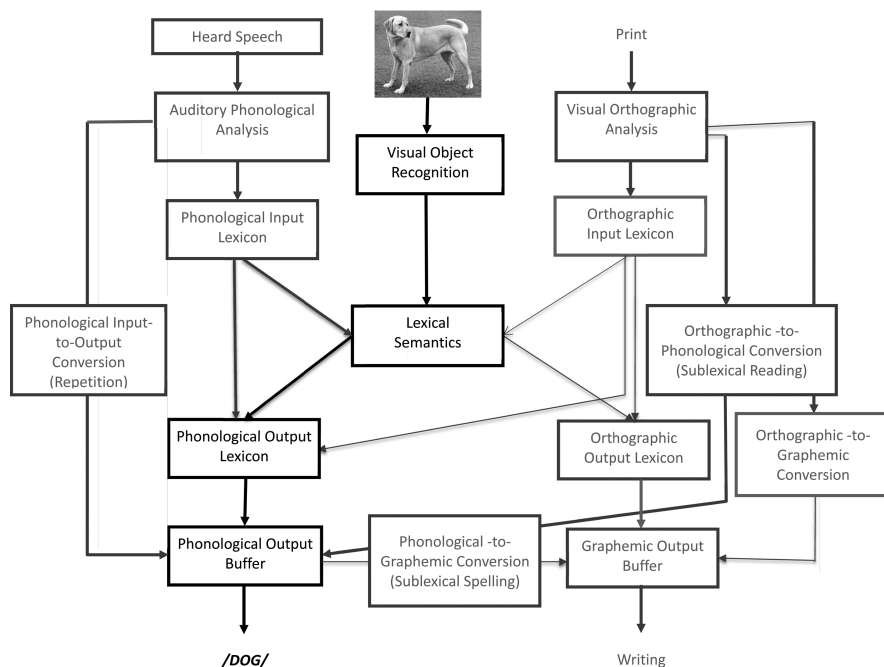 Heard Speech
Print
Auditory Phonological
Analysis
Visual Orthographic
Analysis
Visual Object
Recognition
Phonological Input
Lexicon
Orthographic
Input Lexicon
Phonological Input-
to-Output
Conversion
(Repetition)
Lexical
Semantics
Orthographic -to-
Phonological Conversion
(Sublexical Reading)
Phonological Output
Lexicon
Orthographic
Output Lexicon
Orthographic -to-
Graphemic
Conversion
Phonological Output
Buffer
Phonological -to-
Graphemic Conversion
(Sublexical Spelling)
Graphemic Output
Buffer
/DOG/
Writing